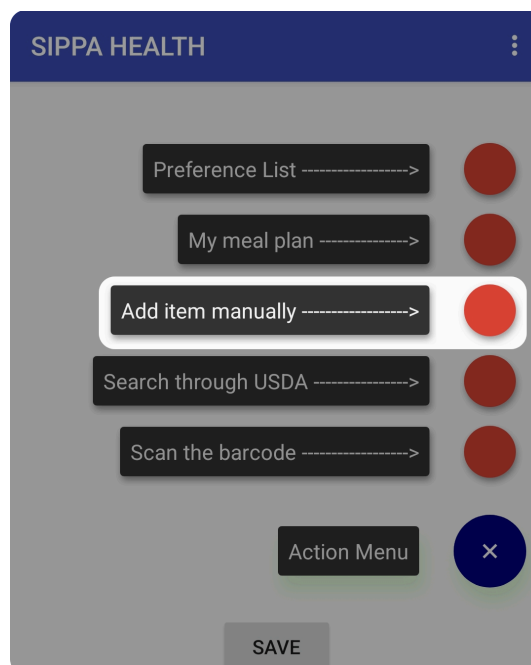 SIPPA HEALTH
Preference List ------------------>
My meal plan --------------->
Add item manually ------------------>
Search through USDA ---------------->
Scan the barcode ------------------>
Action Menu
SAVE